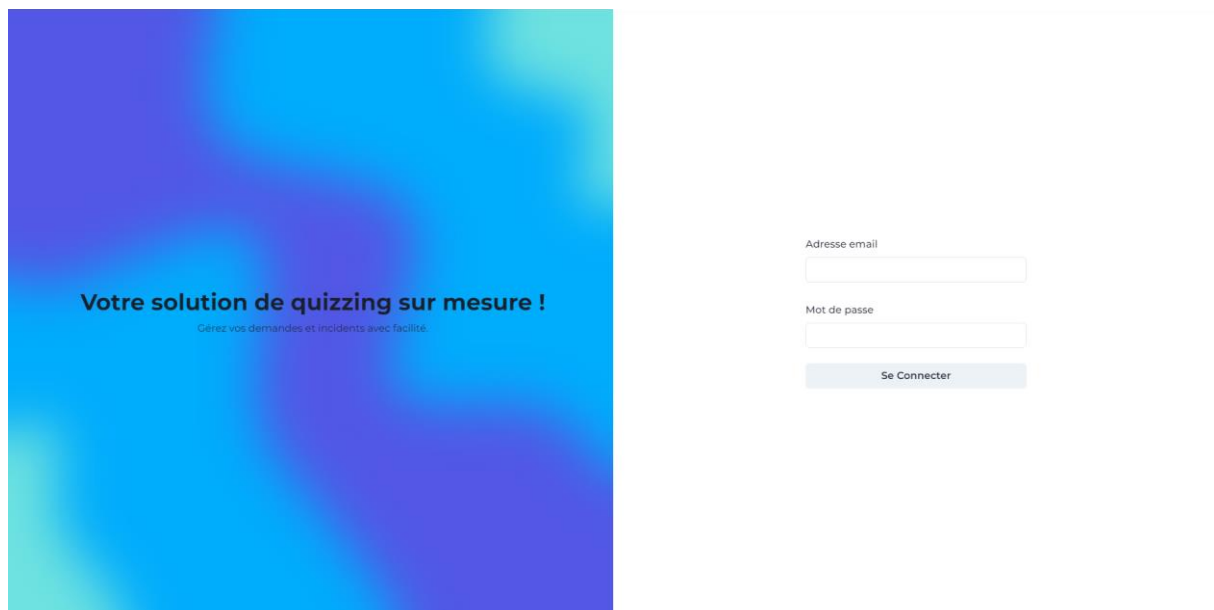 Votre solution de quizzing sur mesure !
Gérez vos demandes et incidents avec facilité.
Adresse email
Mot de passe
Se Connecter